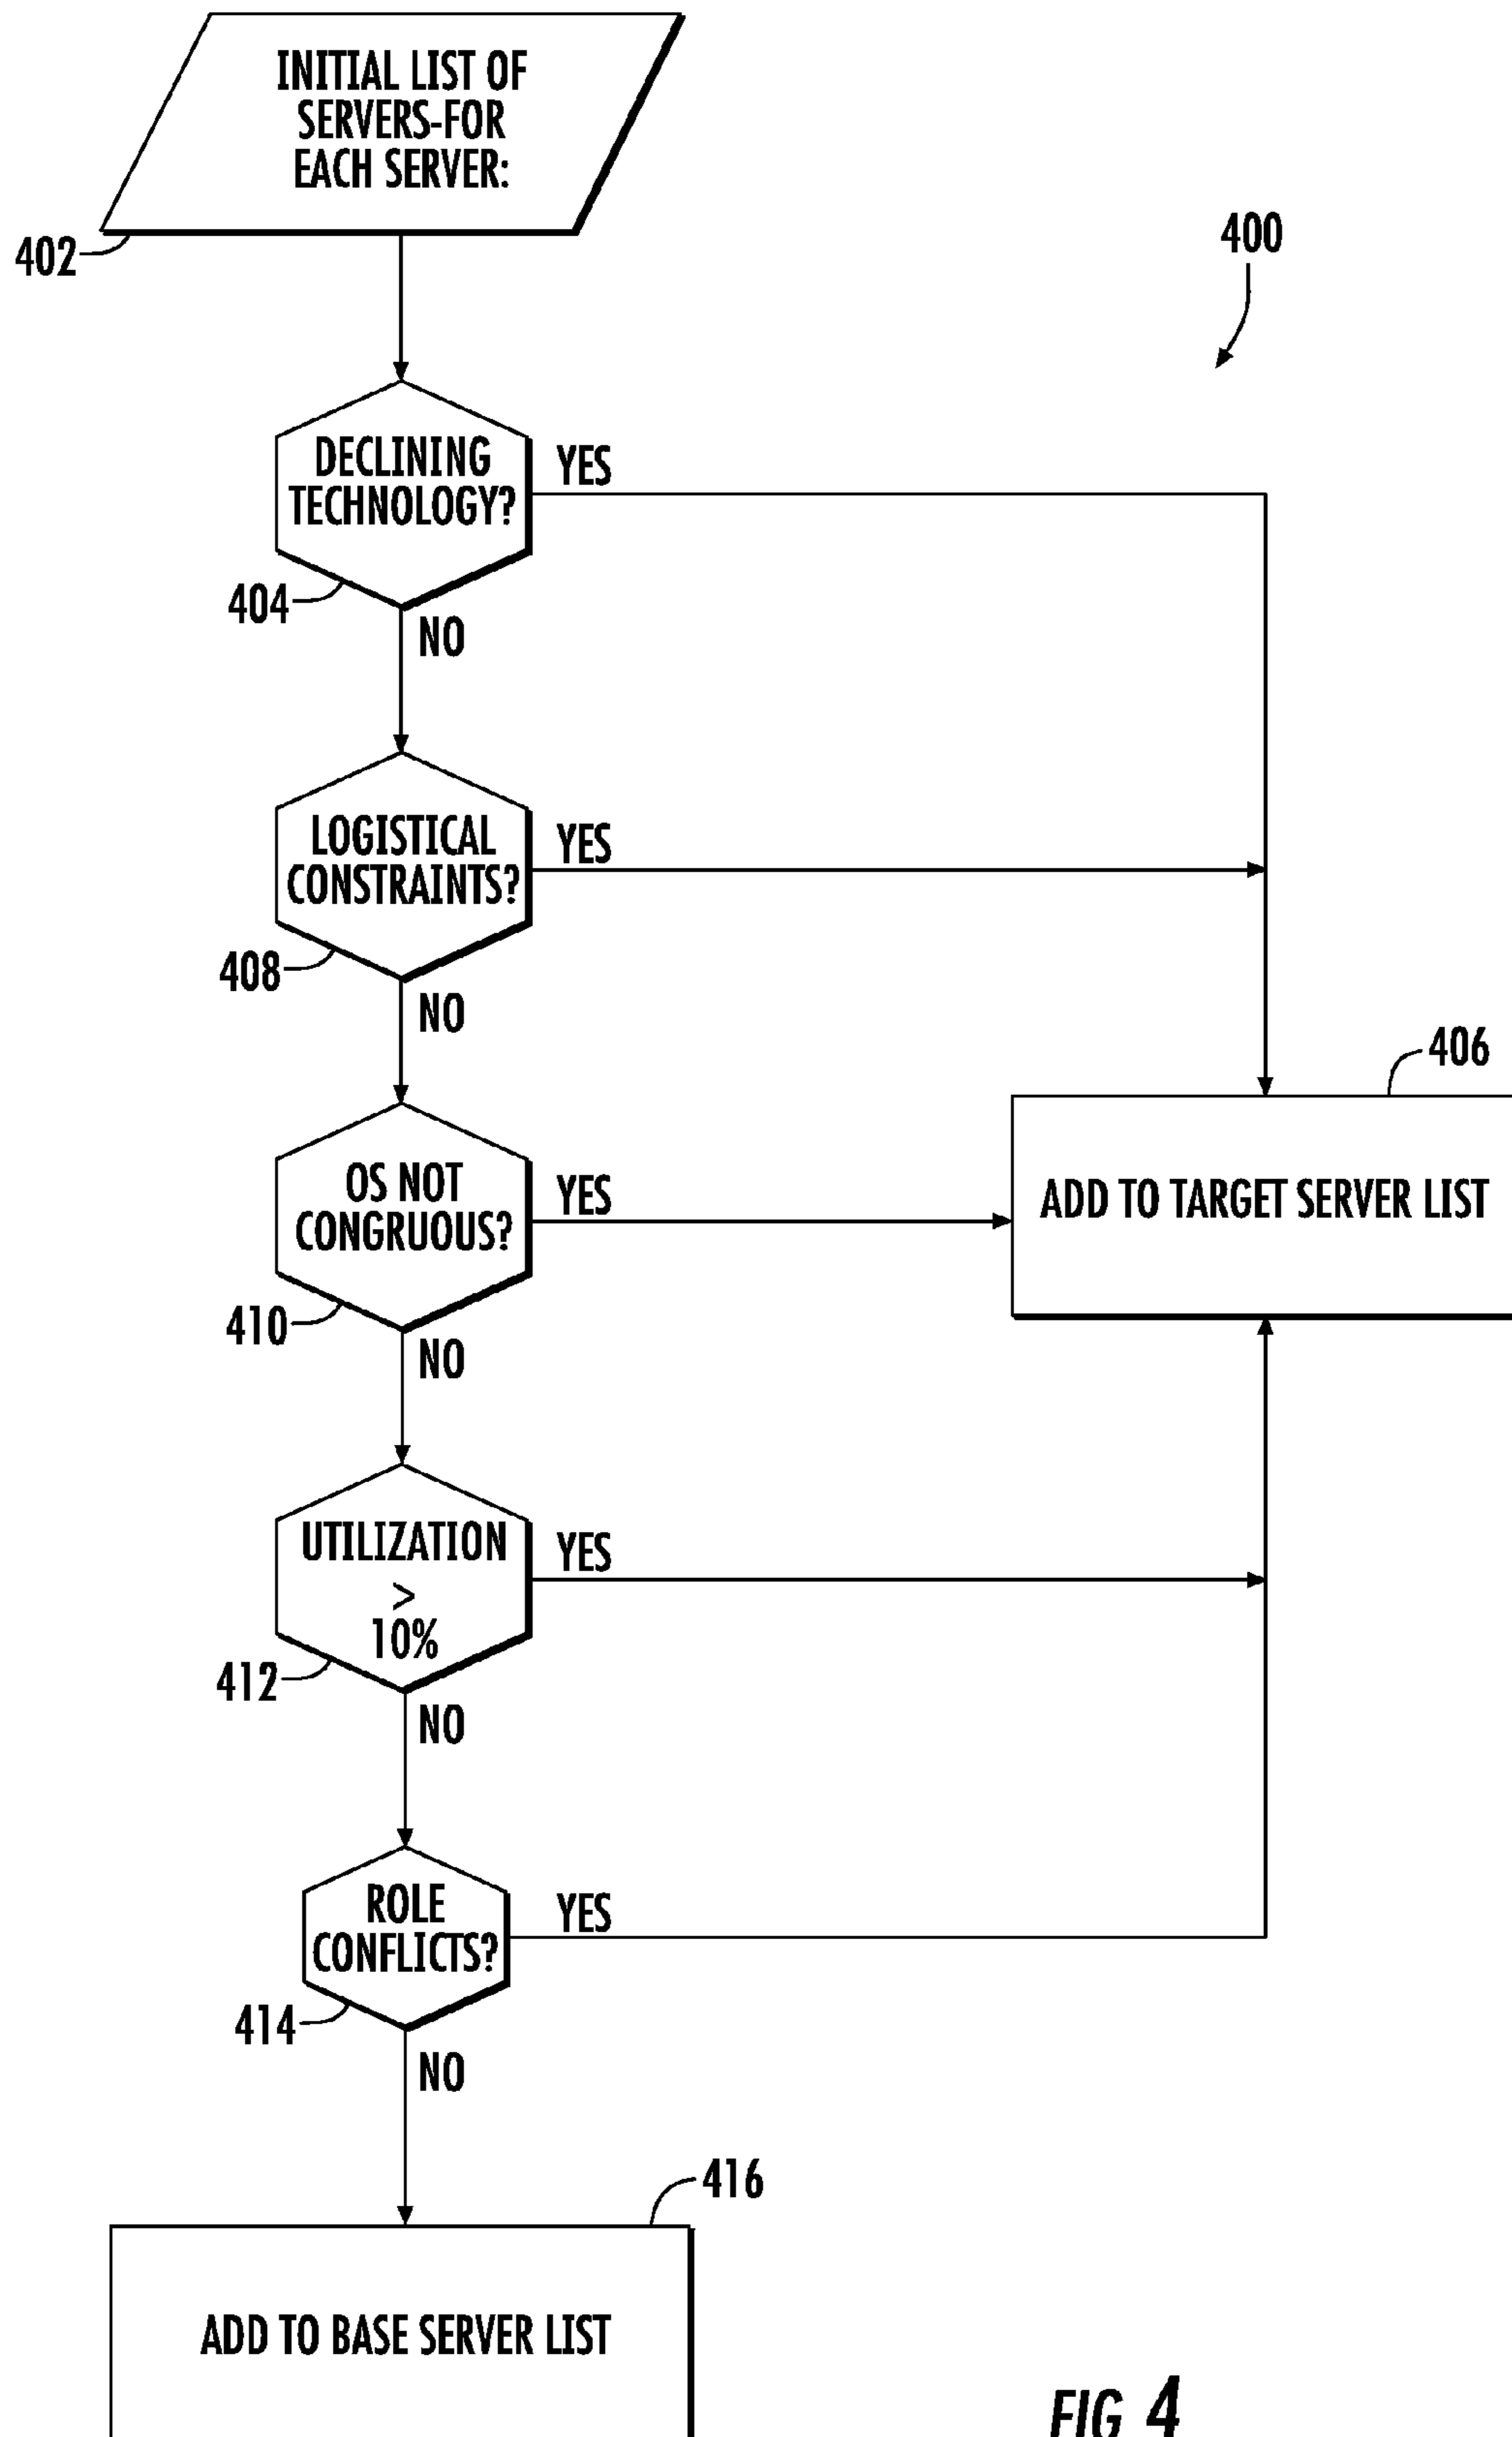 INITIAL LIST OF
SERVERS-FOR
EACH SERVER:
402
400
DECLINING
TECHNOLOGY?
YES
404
NO
LOGISTICAL
CONSTRAINTS?
YES
408
NO
406
OS NOT
CONGRUOUS?
YES
ADD TO TARGET SERVER LIST
410
NO
UTILIZATION
>
10%
YES
412
NO
ROLE
CONFLICTS?
YES
414
NO
416
ADD TO BASE SERVER LIST
FIG 4